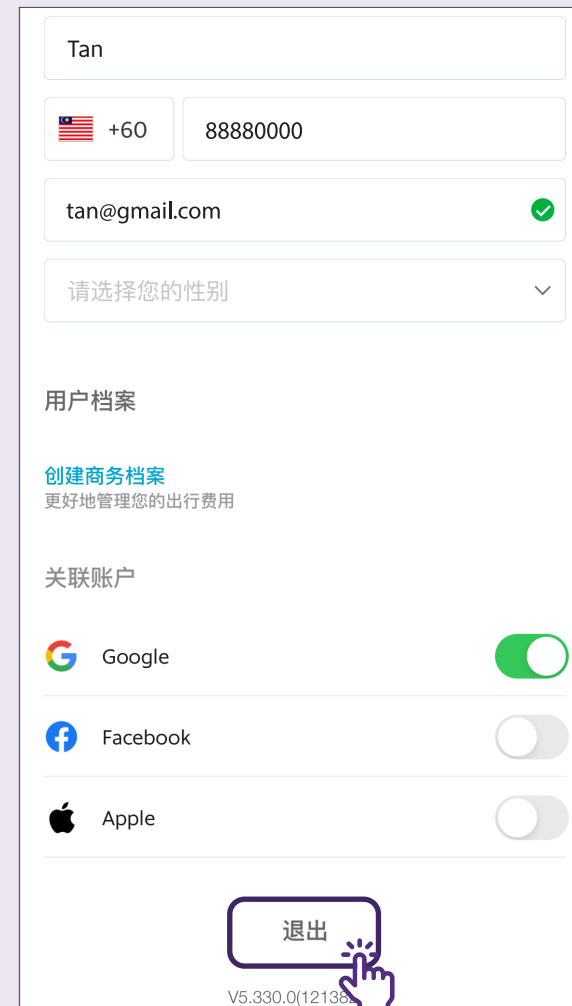 Tan
+60 88880000
tan@gmail.com
请选择您的性别
用户档案
创建商务档案
更好地管理您的出行费用
关联账户
Google
Facebook
Apple
退出
V5.330.0(12138